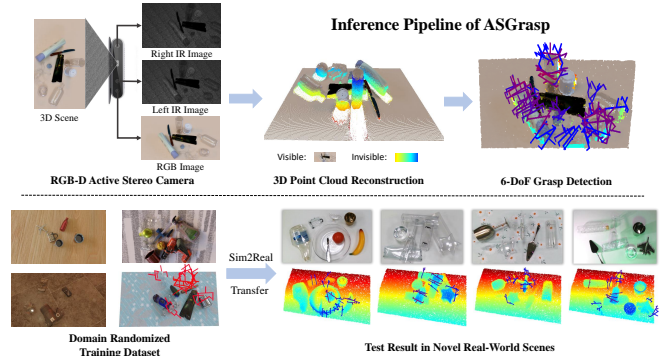 Inference Pipeline of ASGrasp
Right IR Image
3D Scene
Left IR Image
RGB Image
Visible:
Invisible:
RGB-D Active Stereo Camera
3D Point Cloud Reconstruction
6-DoF Grasp Detection
Sim2Real
Transfer
Domain Randomized
Training Dataset
Test Result in Novel Real-World Scenes